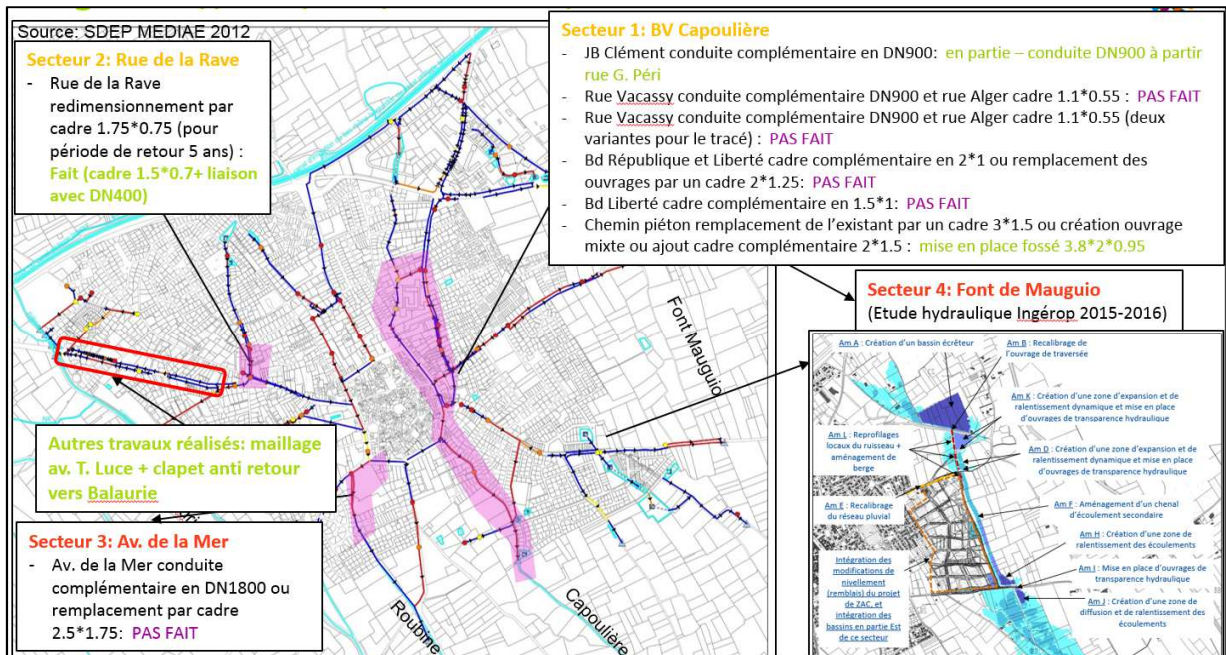 Source: SDEP MEDIAE 2012
Secteur 2: Rue de la Rave
- Rue de la Rave
redimensionnement par
cadre 1.75*0.75 (pour
période de retour 5 ans) :
Fait (cadre 1.5*0.7+ liaison
avec DN400)
Secteur 1: BV Capoulière
- JB Clément conduite complémentaire en DN900: en partie – conduite DN900 à partir
rue G. Péri
- Rue Vacassy conduite complémentaire DN900 et rue Alger cadre 1.1*0.55 : PAS FAIT
- Rue Vacassy conduite complémentaire DN900 et rue Alger cadre 1.1*0.55 (deux
variantes pour le tracé) : PAS FAIT
- Bd République et Liberté cadre complémentaire en 2*1 ou remplacement des
ouvrages par un cadre 2*1.25: PAS FAIT
- Bd Liberté cadre complémentaire en 1.5*1: PAS FAIT
- Chemin piéton remplacement de l'existant par un cadre 3*1.5 ou création ouvrage
mixte ou ajout cadre complémentaire 2*1.5 : mise en place fossé 3.8*2*0.95
Font Mauguio
Autres travaux réalisés: maillage
av. T. Luce + clapet anti retour
vers Balaurie
Secteur 3: Av. de la Mer
- Av. de la Mer conduite
complémentaire en DN1800 ou
remplacement par cadre
2.5*1.75: PAS FAIT
Roubine
Capoulière
Secteur 4: Font de Mauguio
(Etude hydraulique Ingérop 2015-2016)
Am A : Création d'un bassin écrêteur
Am B : Recalibrage de
l'ouvrage de traversée
Am K : Création d'une zone d'expansion et de
ralentissement dynamique et mise en place
d'ouvrages de transparence hydraulique
Am L : Reprofilages
locaux du ruisseau +
aménagement de
berge
Am D : Création d'une zone d'expansion et de
ralentissement dynamique et mise en place
d'ouvrages de transparence hydraulique
Am E : Recalibrage
du réseau pluvial
Am F : Aménagement d'un chenal
d'écoulement secondaire
Am H : Création d'une zone de
ralentissement des écoulements
Am I : Mise en place d'ouvrages de
transparence hydraulique
Intégration des
modifications de
nivellement
(remblais) du projet
de ZAC, et
intégration des
bassins en partie Est
de ce secteur
Am J : Création d'une zone de
diffusion et de ralentissement des
écoulements